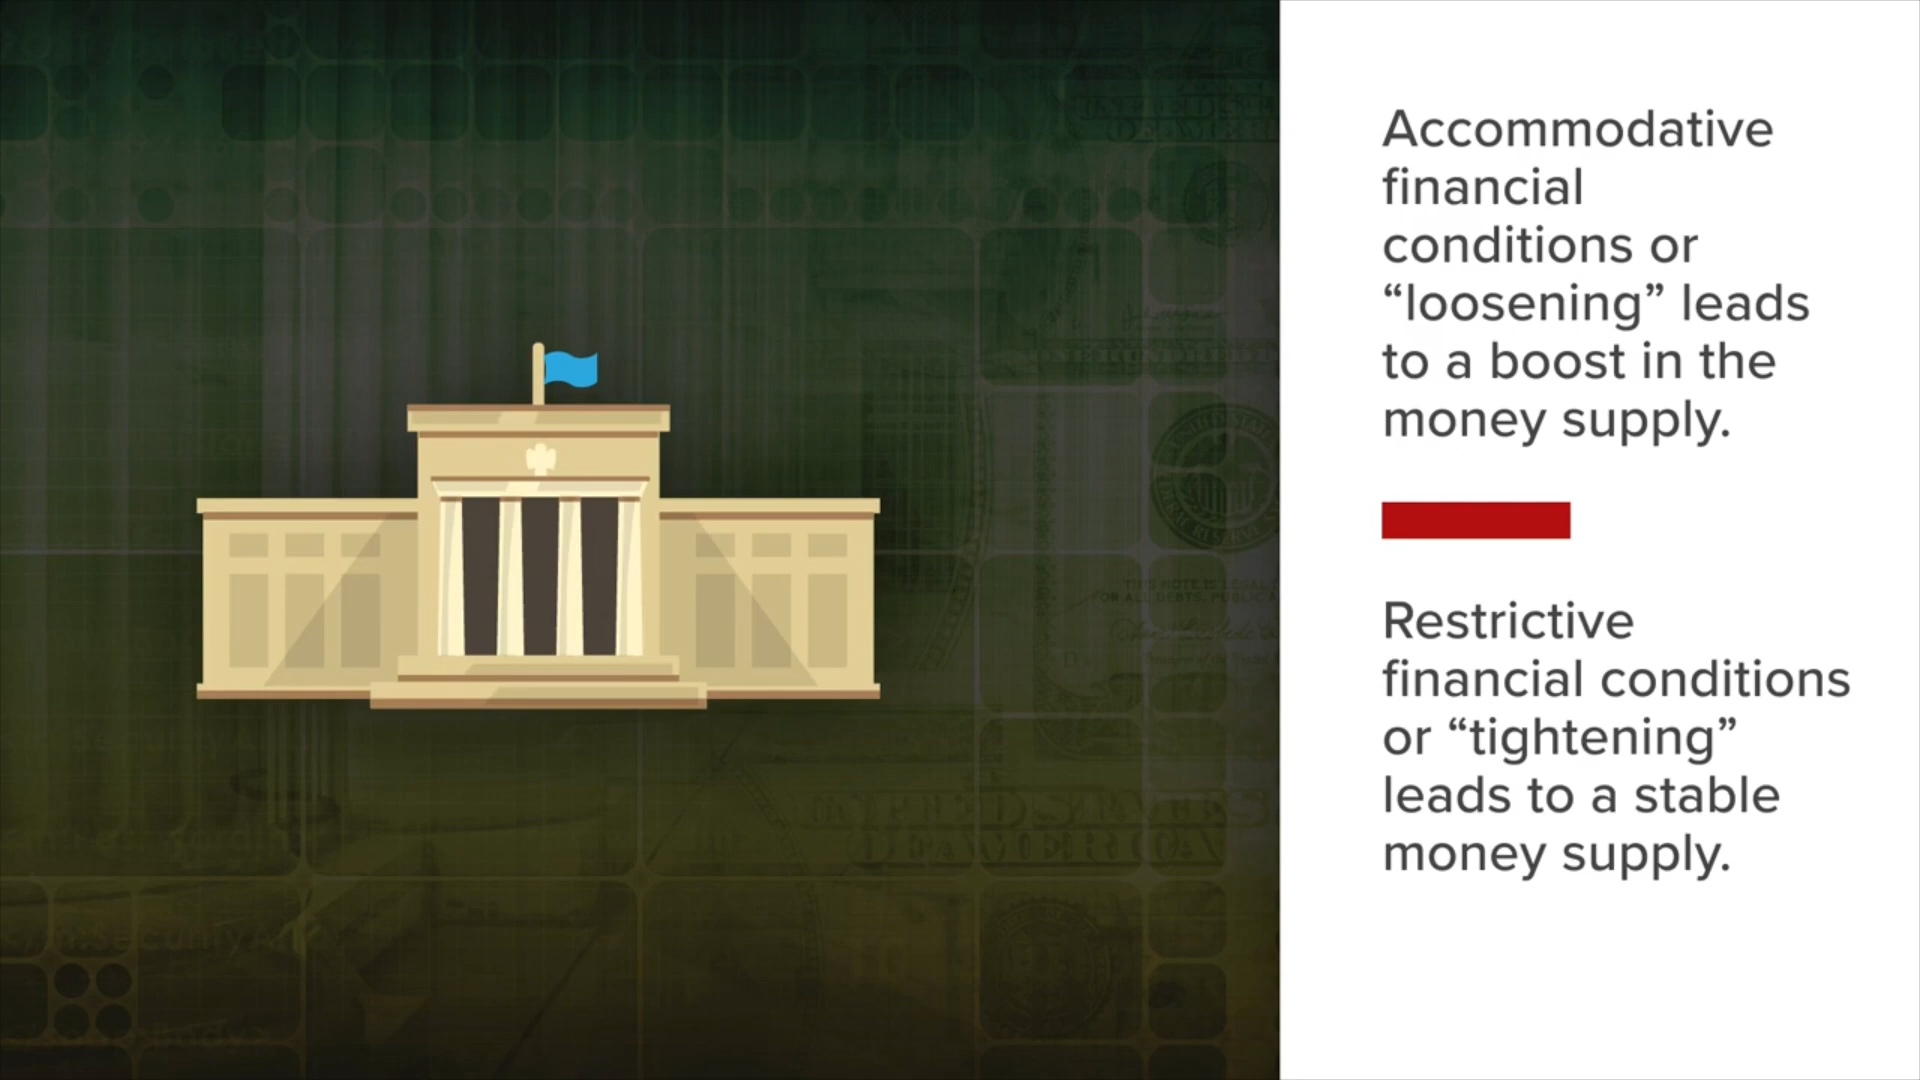 Accommodative
financial
conditions or
“loosening” leads
to a boost in the
money supply.
Restrictive
financial conditions
or “tightening”
leads to a stable
money supply.